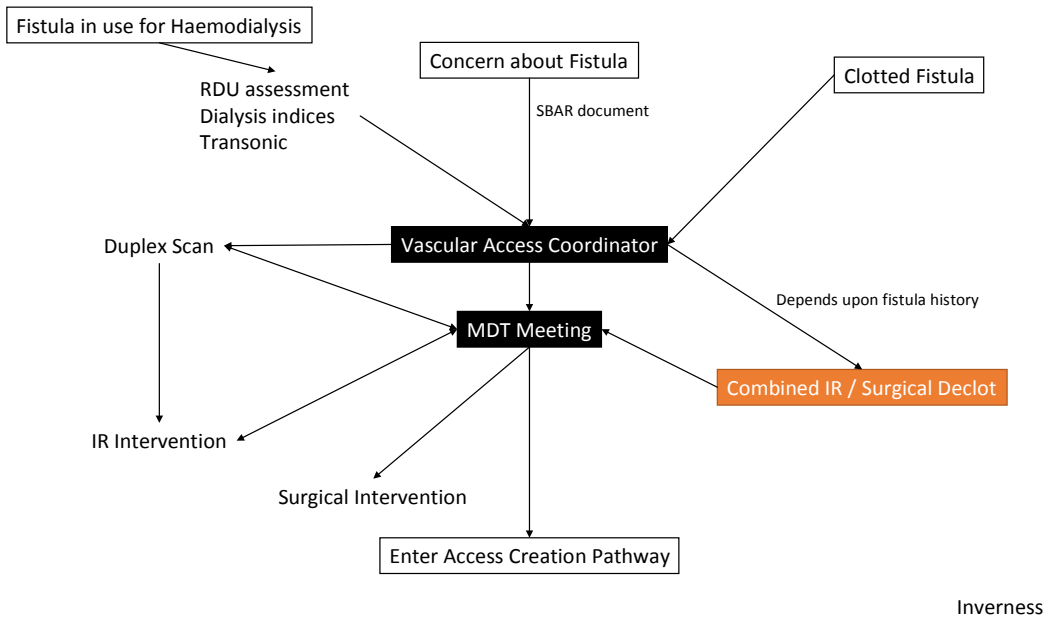 Fistula in use for Haemodialysis
Concern about Fistula
Clotted Fistula
RDU assessment
Dialysis indices
Transonic
SBAR document
Duplex Scan
Vascular Access Coordinator
Depends upon fistula history
MDT Meeting
Combined IR / Surgical Declot
IR Intervention
Surgical Intervention
Enter Access Creation Pathway
Inverness